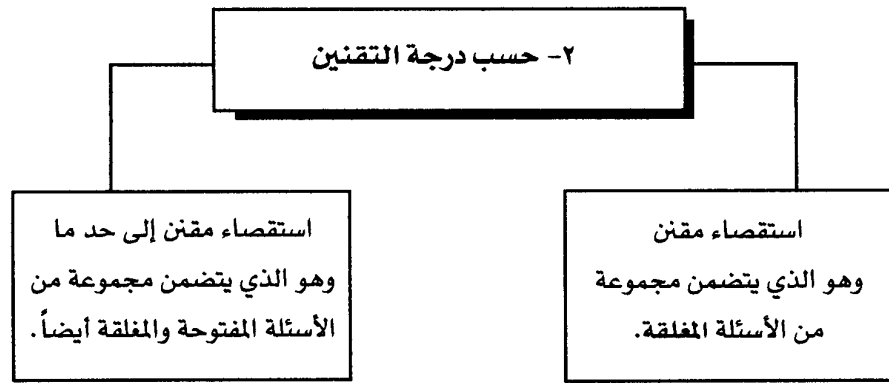 ٢- حسب درجة التقنين
استقصاء مقنن
وهو الذي يتضمن مجموعة
من الأسئلة المغلقة.
استقصاء مقنن إلى حد ما
وهو الذي يتضمن مجموعة من
الأسئلة المفتوحة والمغلقة أيضاً.